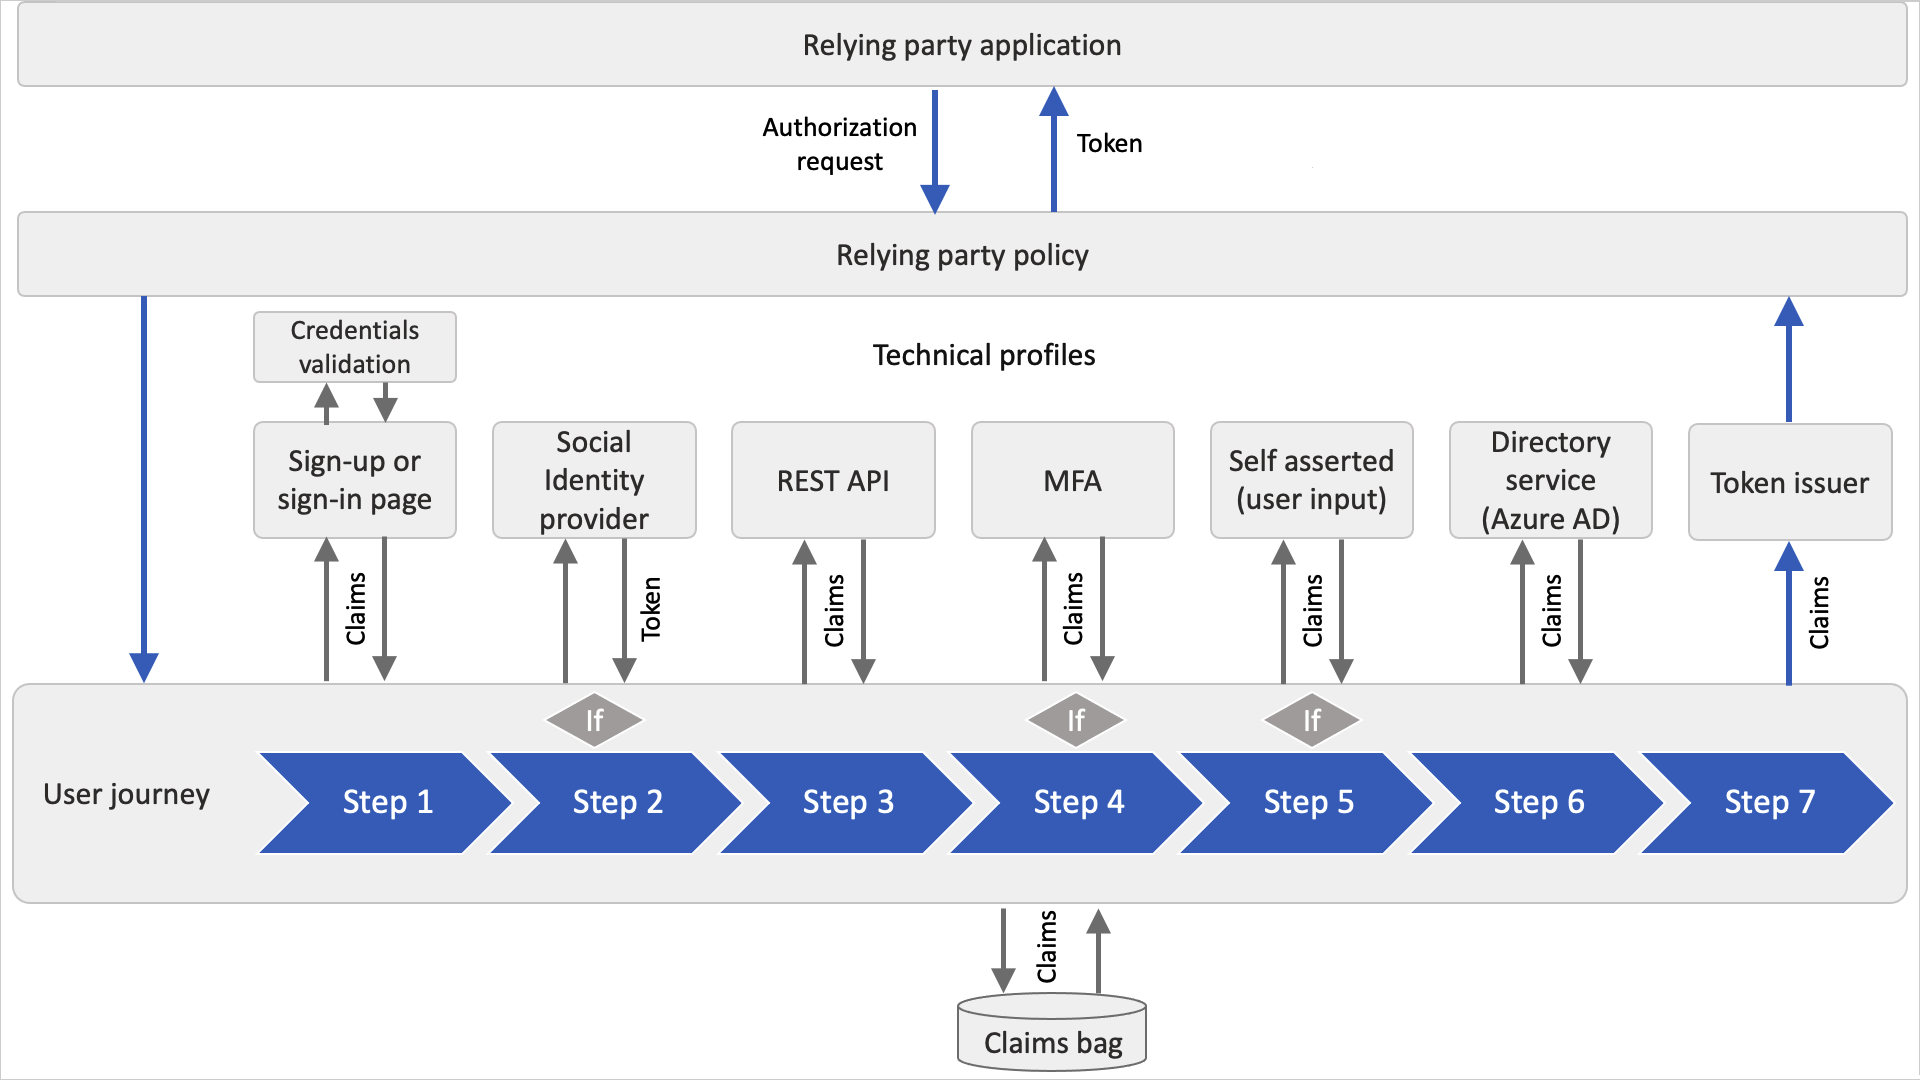 Relying party application
Authorization
request
Token
Relying party policy
Credentials
validation
Technical profiles
Sign-up or
sign-in page
Social
Identity
provider
REST API
MFA
Self asserted
(user input)
Directory
service
(Azure AD)
Token issuer
Claims
Token
Claims
Claims
Claims
Claims
Claims
If
If
If
User journey
Step 1
Step 2
Step 3
Step 4
Step 5
Step 6
Step 7
Claims
Claims bag